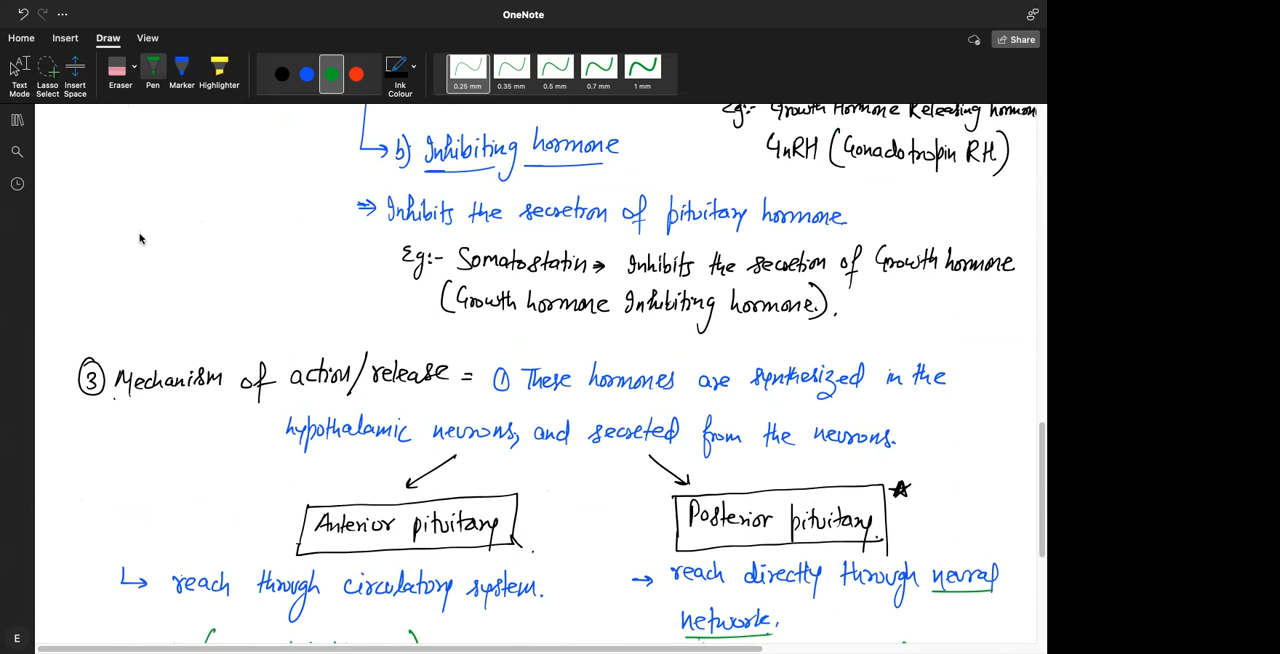 OneNote
Home Insert Draw View
Share
Text Mode
Lasso Select
Insert Space
Eraser
Pen
Marker
Highlighter
Ink Colour
0.25 mm
0.35 mm
0.5 mm
0.7 mm
1 mm
Eg:- Growth Hormone Releasing hormon
GnRH (Gonadotropin RH)
b) Inhibiting hormone
⇒ Inhibits the secretion of pituitary hormone
Eg:- Somatostatin → Inhibits the secretion of Growth hormone
(Growth hormone Inhibiting hormone.).
③ Mechanism of action/release = ① These hormones are synthesized in the
hypothalamic neurons, and secreted from the neurons.
Anterior pituitary
Posterior pituitary.
↳ reach through circulatory system.
→ reach directly through neural
network.
E